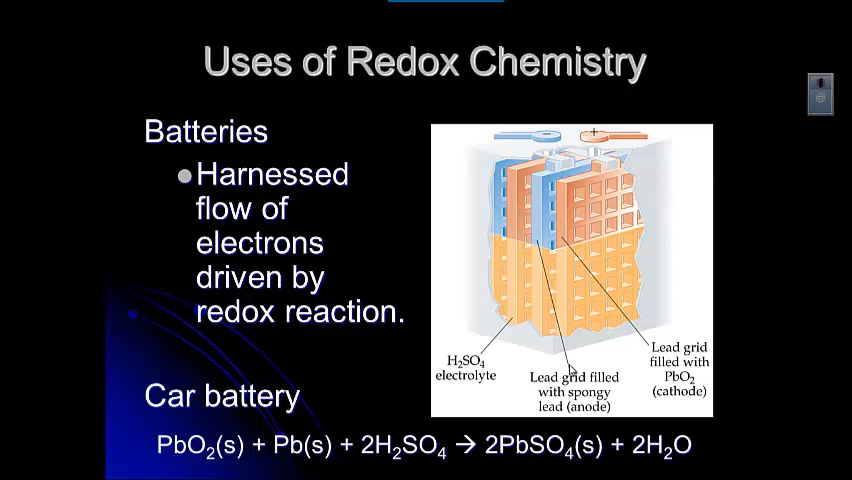 Uses of Redox Chemistry
Batteries
Harnessed
flow of
electrons
driven by
redox reaction.
- +
H₂SO₄
electrolyte
Lead grid filled
with spongy
lead (anode)
Lead grid
filled with
PbO₂
(cathode)
Car battery
PbO₂(s) + Pb(s) + 2H₂SO₄ → 2PbSO₄(s) + 2H₂O